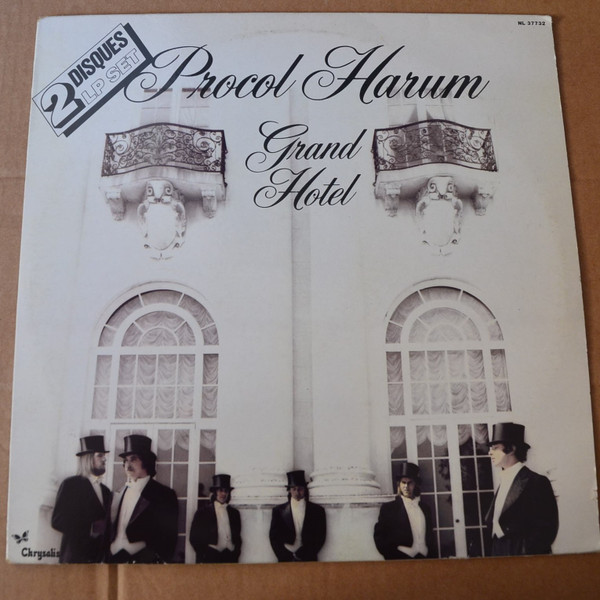 NL 37732
2 DISQUES
LP SET
Procol Harum
Grand
Hotel
Chrysalis